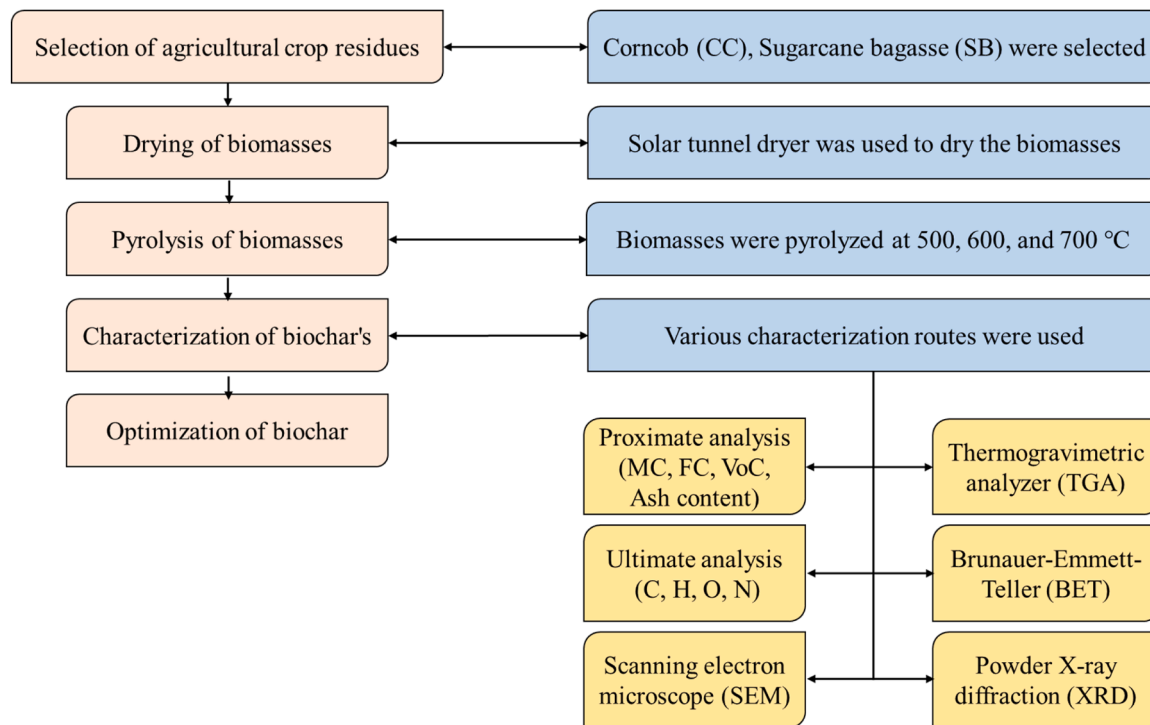 Selection of agricultural crop residues
Corncob (CC), Sugarcane bagasse (SB) were selected
Drying of biomasses
Solar tunnel dryer was used to dry the biomasses
Pyrolysis of biomasses
Biomasses were pyrolyzed at 500, 600, and 700 °C
Characterization of biochar's
Various characterization routes were used
Optimization of biochar
Proximate analysis
(MC, FC, VoC,
Ash content)
Thermogravimetric
analyzer (TGA)
Ultimate analysis
(C, H, O, N)
Brunauer-Emmett-
Teller (BET)
Scanning electron
microscope (SEM)
Powder X-ray
diffraction (XRD)